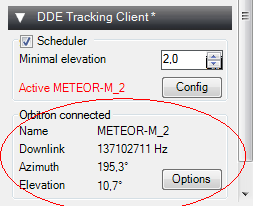 DDE Tracking Client *
Scheduler
Minimal elevation 2,0
Active METEOR-M_2 Config
Orbitron connected
Name METEOR-M_2
Downlink 137102711 Hz
Azimuth 195,3°
Elevation 10,7° Options